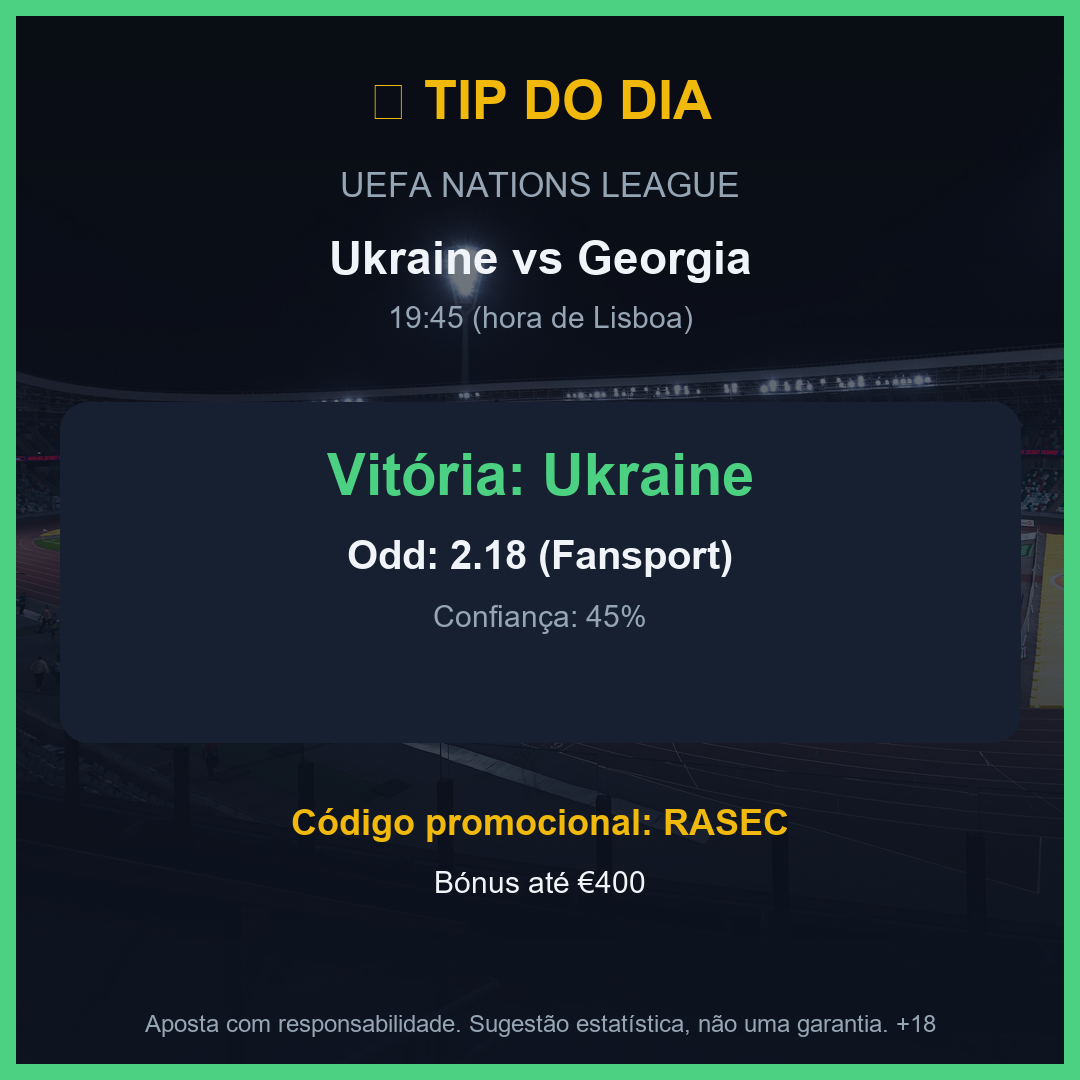 TIP DO DIA
UEFA NATIONS LEAGUE
Ukraine vs Georgia
19:45 (hora de Lisboa)
Vitória: Ukraine
Odd: 2.18 (Fansport)
Confiança: 45%
Código promocional: RASEC
Bónus até €400
Aposta com responsabilidade. Sugestão estatística, não uma garantia. +18